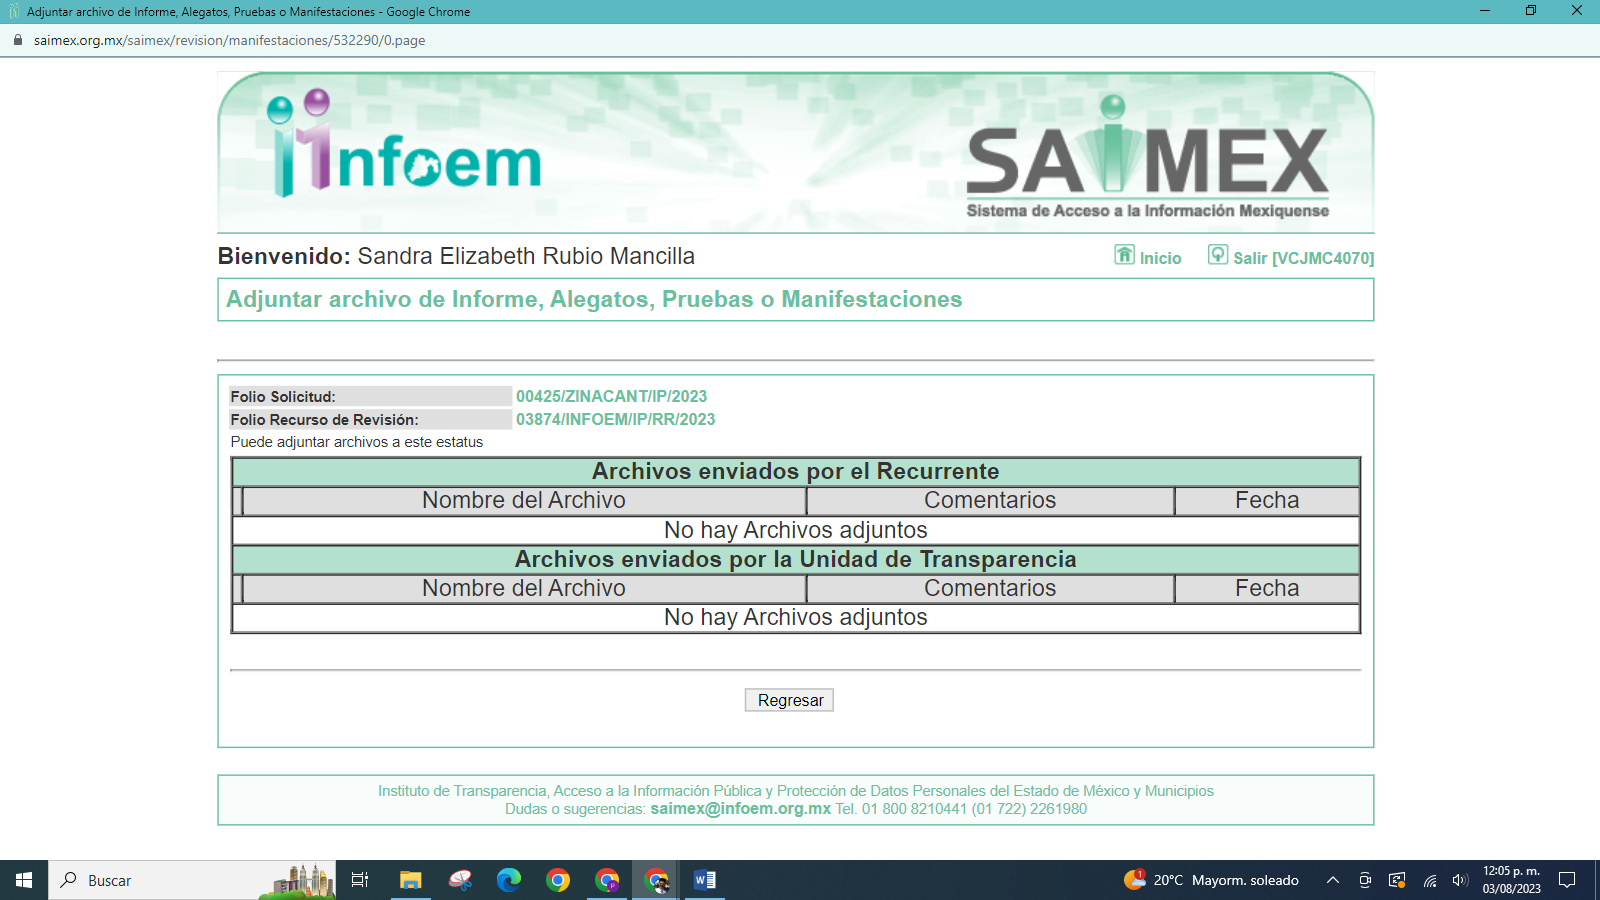 Adjuntar archivo de Informe, Alegatos, Pruebas o Manifestaciones - Google Chrome
saimex.org.mx/saimex/revision/manifestaciones/532290/0.page
infoem
SAIMEX
Sistema de Acceso a la Información Mexiquense
Bienvenido: Sandra Elizabeth Rubio Mancilla
Inicio
Salir [VCJMC4070]
Adjuntar archivo de Informe, Alegatos, Pruebas o Manifestaciones
Folio Solicitud: 00425/ZINACANT/IP/2023
Folio Recurso de Revisión: 03874/INFOEM/IP/RR/2023
Puede adjuntar archivos a este estatus
Archivos enviados por el Recurrente
Nombre del Archivo Comentarios Fecha
No hay Archivos adjuntos
Archivos enviados por la Unidad de Transparencia
Nombre del Archivo Comentarios Fecha
No hay Archivos adjuntos
Regresar
Instituto de Transparencia, Acceso a la Información Pública y Protección de Datos Personales del Estado de México y Municipios
Dudas o sugerencias: saimex@infoem.org.mx Tel. 01 800 8210441 (01 722) 2261980
Buscar
1
20°C Mayorm. soleado
12:05 p. m.
03/08/2023